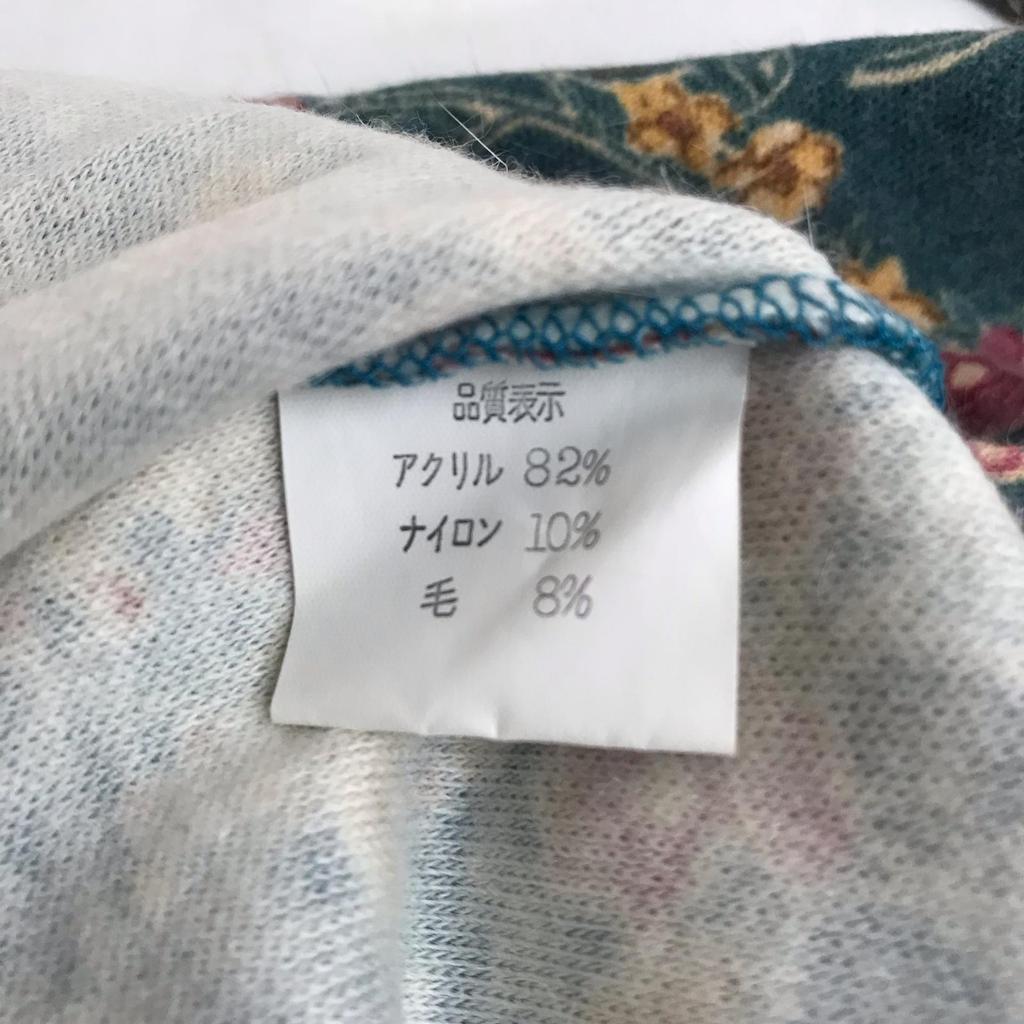 品質表示
アクリル 82%
ナイロン 10%
毛 8%